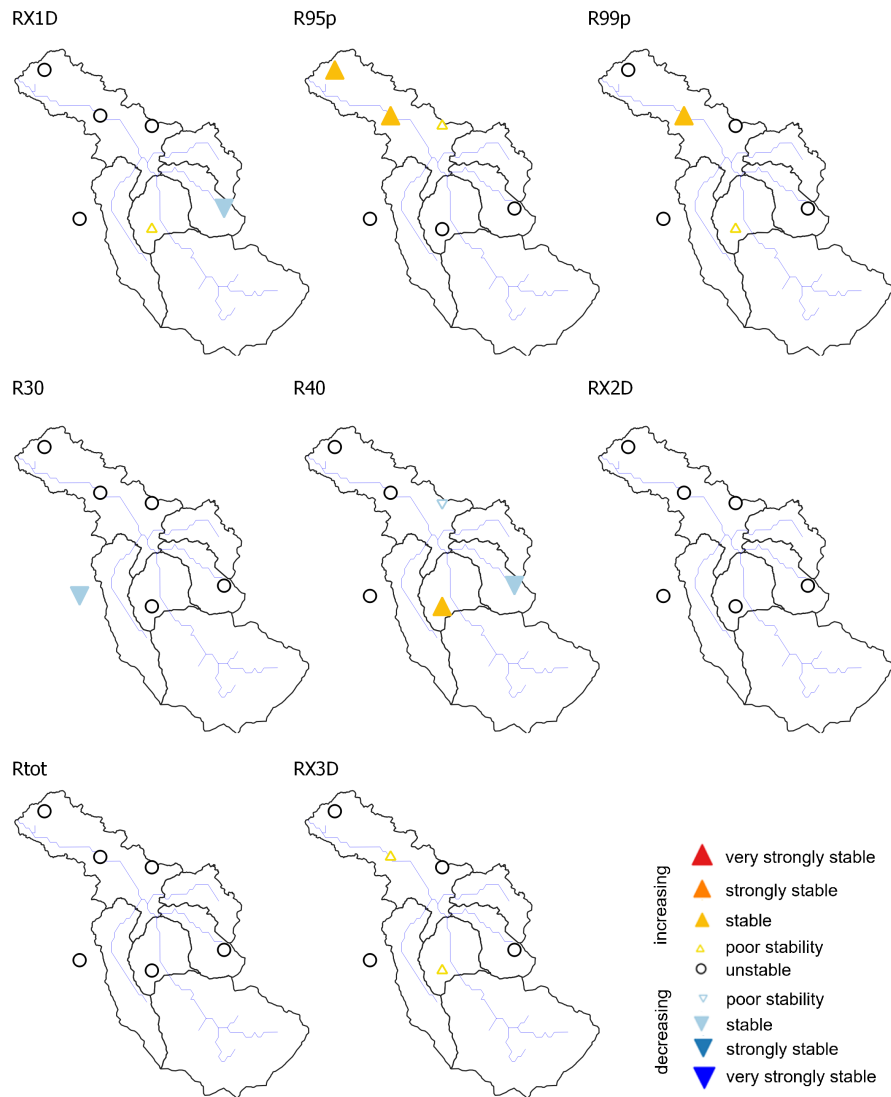 RX1D
R95p
R99p
R30
R40
RX2D
Rtot
RX3D
increasing
very strongly stable
strongly stable
stable
poor stability
unstable
decreasing
poor stability
stable
strongly stable
very strongly stable